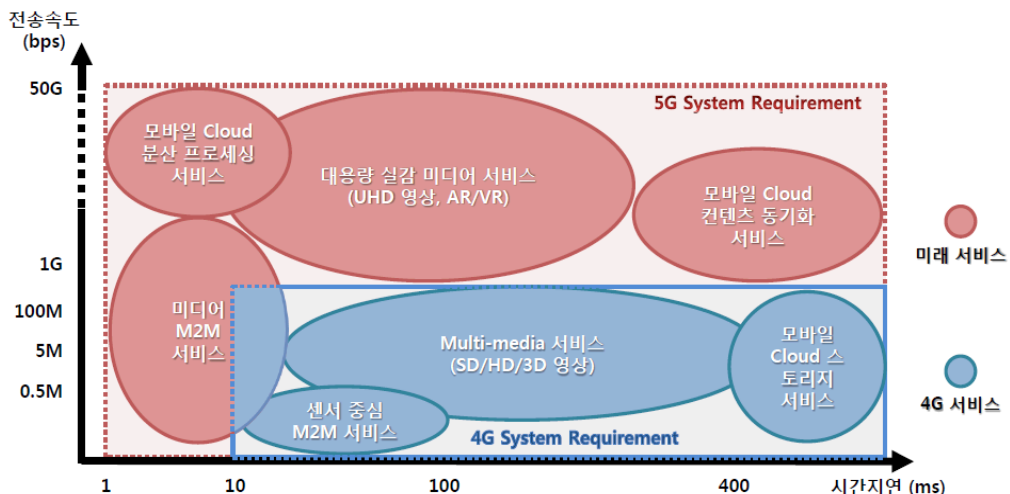 전송속도
(bps)
50G
5G System Requirement
모바일 Cloud
분산 프로세싱
서비스
대용량 실감 미디어 서비스
(UHD 영상, AR/VR)
모바일 Cloud
컨텐츠 동기화
서비스
미래 서비스
1G
100M
5M
0.5M
미디어
M2M
서비스
Multi-media 서비스
(SD/HD/3D 영상)
모바일
Cloud 스
토리지
서비스
4G 서비스
센서 중심
M2M 서비스
4G System Requirement
1
10
100
400
시간지연 (ms)